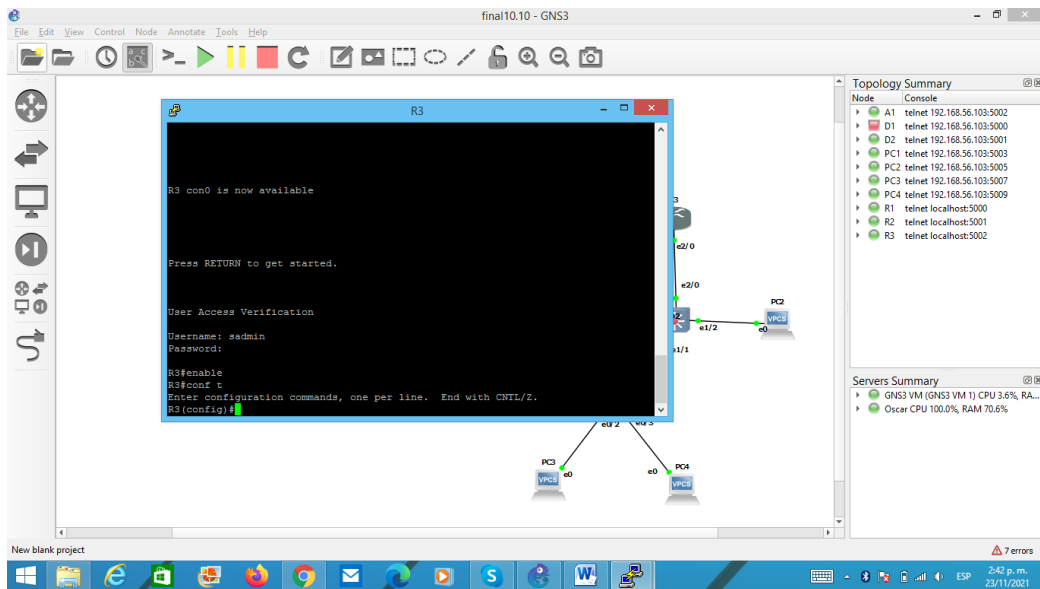 final10.10 - GNS3
File Edit View Control Node Annotate Tools Help
R3
R3 con0 is now available
Press RETURN to get started.
User Access Verification
Username: sadmin
Password:
R3#enable
R3#conf t
Enter configuration commands, one per line. End with CNTL/Z.
R3(config)#
3
e2/0
e2/0
PC2
VPCS
e1/2
e0
e1/1
e0/2
e0/3
PC3
VPCS
e0
e0
PC4
VPCS
Topology Summary
Node Console
A1 telnet 192.168.56.103:5002
D1 telnet 192.168.56.103:5000
D2 telnet 192.168.56.103:5001
PC1 telnet 192.168.56.103:5003
PC2 telnet 192.168.56.103:5005
PC3 telnet 192.168.56.103:5007
PC4 telnet 192.168.56.103:5009
R1 telnet localhost:5000
R2 telnet localhost:5001
R3 telnet localhost:5002
Servers Summary
GNS3 VM (GNS3 VM 1) CPU 3.6%, RA...
Oscar CPU 100.0%, RAM 70.6%
New blank project
7 errors
ESP
2:42 p. m.
23/11/2021